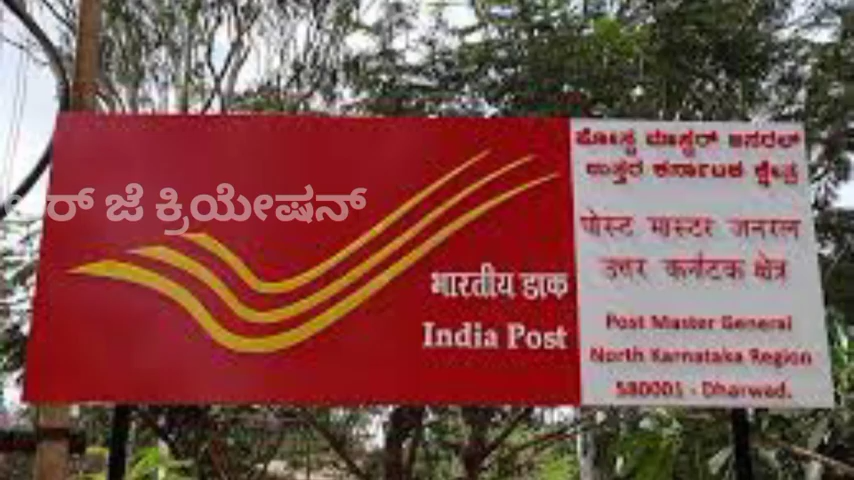 ರ್ ಜೆ ಕ್ರಿಯೇಷನ್
भारतीय डाक
India Post
ಪೋಸ್ಟ ಮಾಸ್ಟರ್ ಜನರಲ್
ಉತ್ತರ ಕರ್ನಾಟಕ ಕ್ಷೇತ್ರ
पोस्ट मास्टर जनरल
उत्तर कर्नाटक क्षेत्र
Post Master General
North Karnataka Region
580001 - Dharwad.